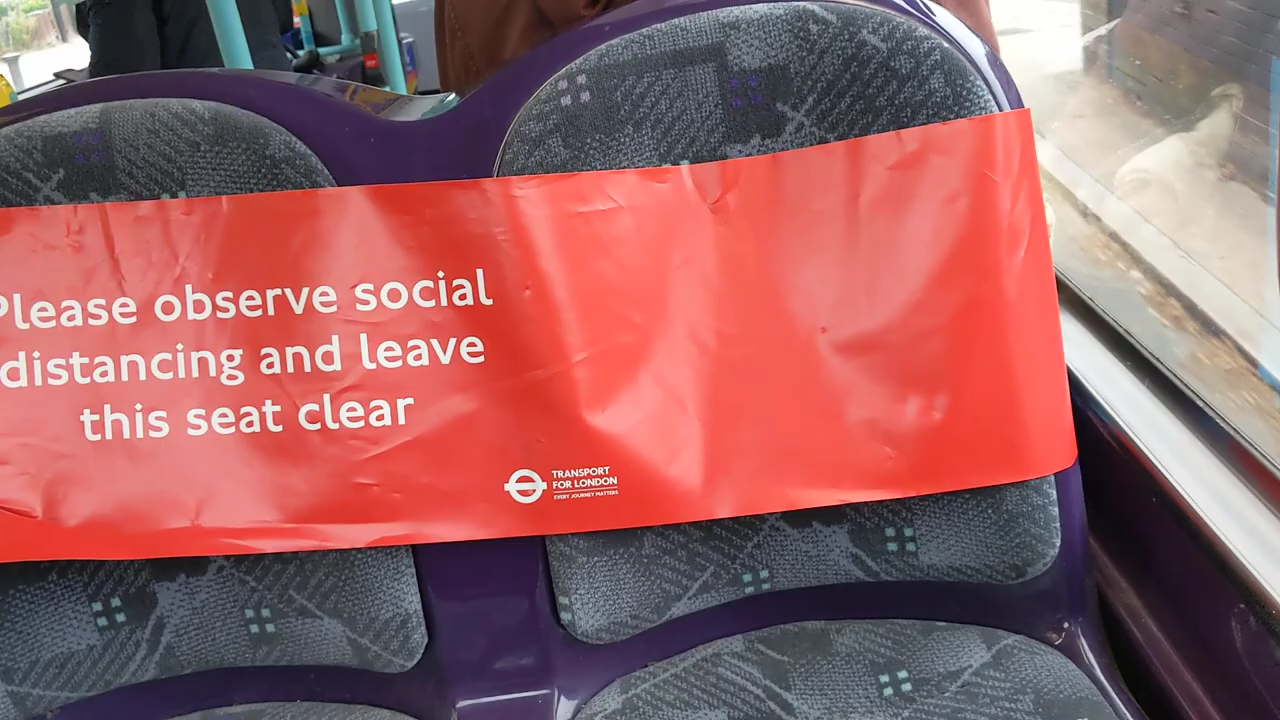 Please observe social
distancing and leave
this seat clear
TRANSPORT
FOR LONDON
EVERY JOURNEY MATTERS